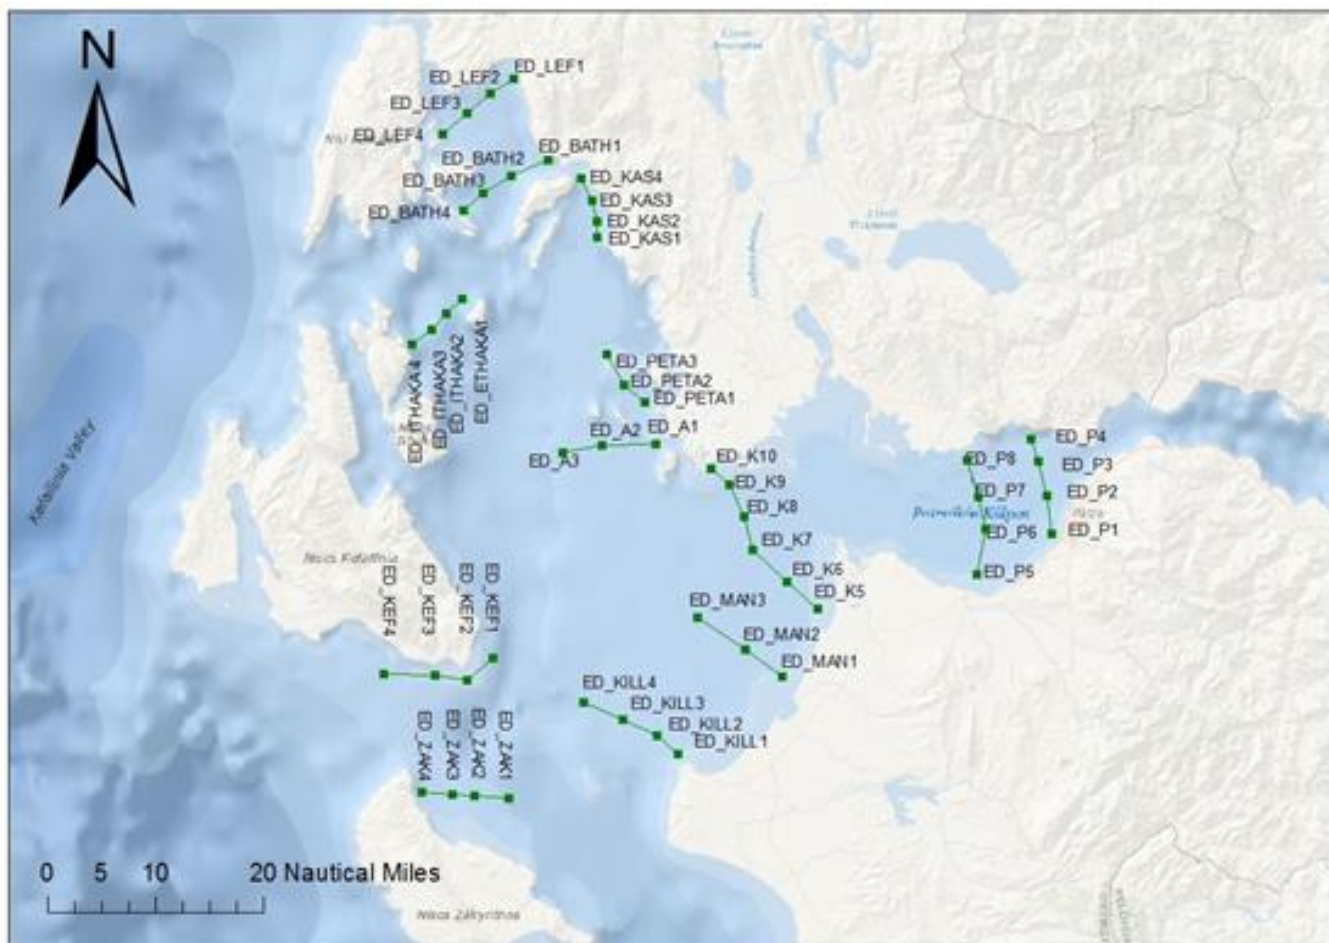 N
ED_LEF1
ED_LEF2
ED_LEF3
ED_LEF4
ED_BATH1
ED_BATH2
ED_BATH3
ED_BATH4
ED_KAS4
ED_KAS3
ED_KAS2
ED_KAS1
ED_ITHAKA4
ED_ITHAKA3
ED_ITHAKA2
ED_ETHAKA1
ED_PETA3
ED_PETA2
ED_PETA1
ED_A1
ED_A2
ED_A3
Kefallinia Valley
ED_K10
ED_K9
ED_K8
ED_K7
ED_K6
ED_K5
ED_P4
ED_P3
ED_P2
ED_P1
ED_P8
ED_P7
ED_P6
ED_P5
Nisos Kefallinia
ED_KEF4
ED_KEF3
ED_KEF2
ED_KEF1
ED_MAN3
ED_MAN2
ED_MAN1
ED_KILL4
ED_KILL3
ED_KILL2
ED_KILL1
ED_ZAK4
ED_ZAK3
ED_ZAK2
ED_ZAK1
0 5 10 20 Nautical Miles
Nisos Zákynthos